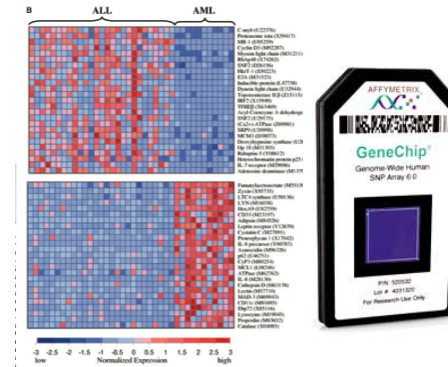 B
ALL
AML
C-myb (U22376)
Proteasome iota (X59417)
MB-1 (U05259)
Cyclin D3 (M92287)
Myosin light chain (M31211)
RbAp48 (X74262)
SNF2 (D26156)
HkrT-1 (S50223)
E2A (M31523)
Inducible protein (L47738)
Dynein light chain (U32944)
Topoisomerase II β (Z15115)
IRF2 (X15949)
TFIIEβ (X63469)
Acyl-Coenzyme A dehydrogen
SNF2 (U29175)
(Ca2+)-ATPase (Z69881)
SRP9 (U20998)
MCM3 (D38073)
Deoxyhypusine synthase (U26
Op 18 (M31303)
Rabaptin-5 (Y08612)
Heterochromatin protein p25
IL-7 receptor (M29696)
Adenosine deaminase (M1379
Fumarylacetoacetate (M55150
Zyxin (X95735)
LTC4 synthase (U50136)
LYN (M16038)
HoxA9 (U82759)
CD33 (M23197)
Adipsin (M84526)
Leptin receptor (Y12670)
Cystatin C (M27891)
Proteoglycan 1 (X17042)
IL-8 precursor (Y00787)
Azurocidin (M96326)
p62 (U46751)
CyP3 (M80254)
MCL1 (L08246)
ATPase (M62762)
IL-8 (M28130)
Cathepsin D (M63138)
Lectin (M57710)
MAD-3 (M69043)
CD11c (M81695)
Ebp72 (X85116)
Lysozyme (M19045)
Properdin (M83652)
Catalase (X04085)
-3 -2.5 -2 -1.5 -1 -0.5 0 0.5 1 1.5 2 2.5 3
low Normalized Expression high
AFFYMETRIX
GeneChip®
Genome-Wide Human
SNP Array 6.0
P/N 520532
Lot # 4031320
For Research Use Only